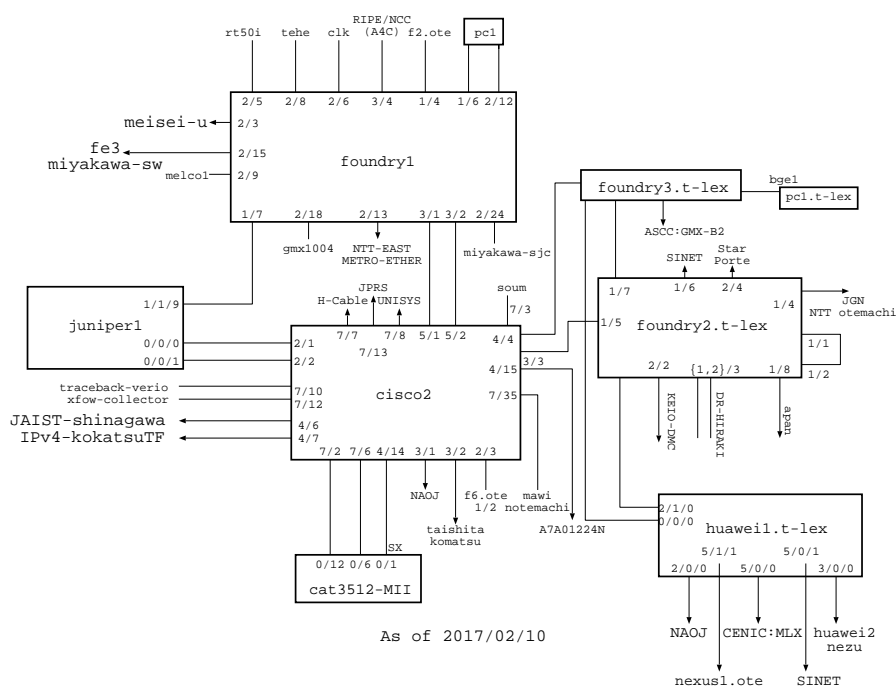 RIPE/NCC
rt50i tehe clk (A4C) f2.ote pc1
2/5 2/8 2/6 3/4 1/4 1/6 2/12
meisei-u 2/3
fe3 2/15
miyakawa-sw
melco1 2/9
foundry1
1/7 2/18 2/13 3/1 3/2 2/24
gmx1004 NTT-EAST miyakawa-sjc
METRO-ETHER
foundry3.t-lex
bge1
pc1.t-lex
ASCC:GMX-B2
SINET Star
Porte
1/7 1/6 2/4
1/4 JGN
NTT otemachi
1/5 foundry2.t-lex
1/1
1/2
2/2 {1,2}/3 1/8
KEIO-DMC DR-HIRAKI apan
juniper1
1/1/9
0/0/0
0/0/1
JPRS
H-Cable UNISYS
soum
7/3
7/7 7/13 7/8 5/1 5/2 4/4
2/1
2/2
3/3
4/15
7/35
cisco2
traceback-verio 7/10
xfow-collector 7/12
JAIST-shinagawa 4/6
IPv4-kokatsuTF 4/7
7/2 7/6 4/14 3/1 3/2 2/3
NAOJ f6.ote mawi
1/2 notemachi
taishita
komatsu
A7A01224N
SX
0/12 0/6 0/1
cat3512-MII
2/1/0
0/0/0
huawei1.t-lex
5/1/1 5/0/1
2/0/0 5/0/0 3/0/0
NAOJ CENIC:MLX huawei2
nezu
nexus1.ote SINET
As of 2017/02/10